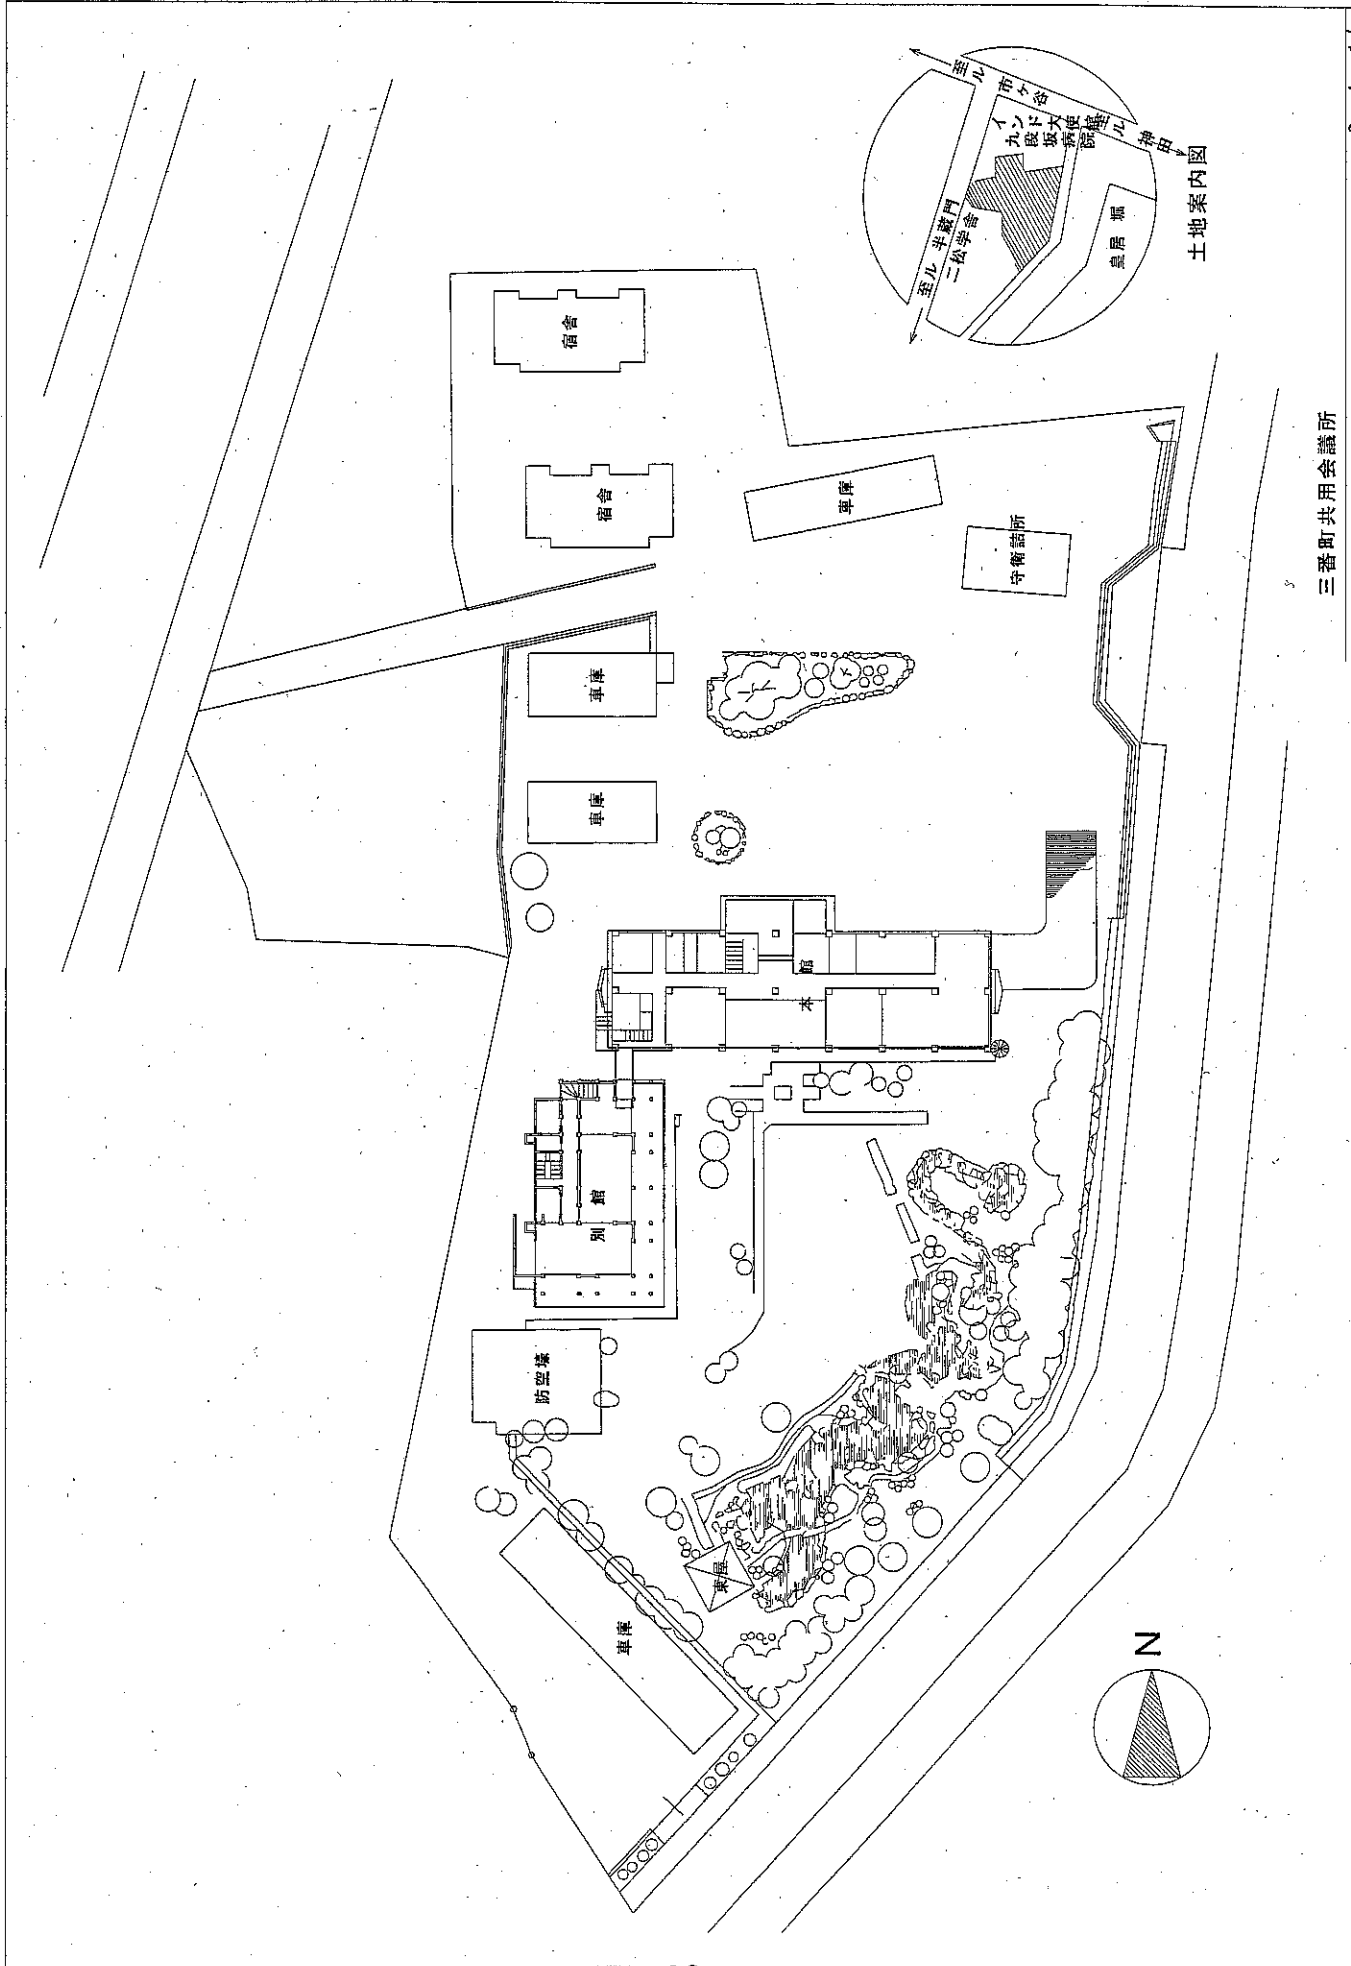 三番町共用会議所
土地案内図
至ル 市ケ谷
インド大使館
九段坂病院
至ル 神田
至ル 半蔵門
二松学舎
皇居 堀
宿舎
宿舎
車庫
守衛詰所
車庫
車庫
本館
別館
防空壕
東屋
車庫
N